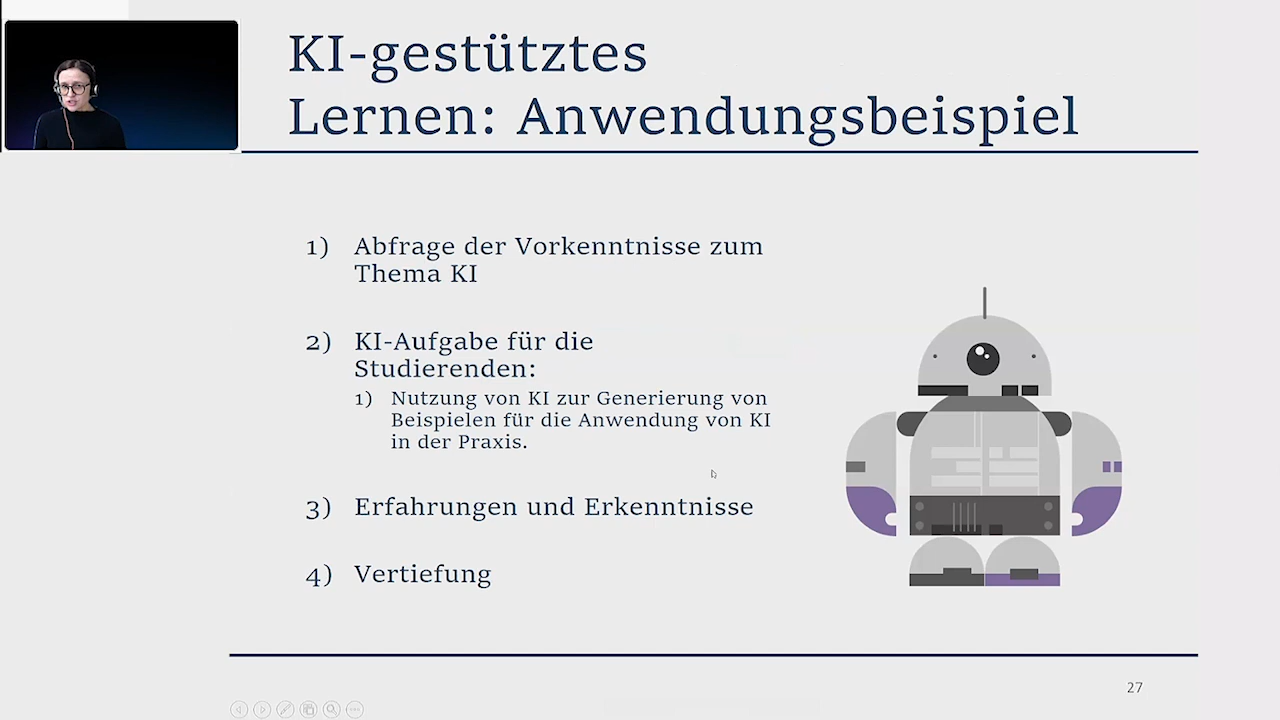 KI-gestütztes
Lernen: Anwendungsbeispiel
1) Abfrage der Vorkenntnisse zum
Thema KI
2) KI-Aufgabe für die
Studierenden:
1) Nutzung von KI zur Generierung von
Beispielen für die Anwendung von KI
in der Praxis.
3) Erfahrungen und Erkenntnisse
4) Vertiefung
27